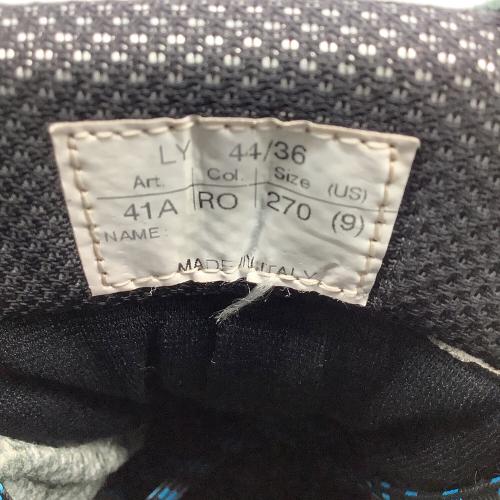 LY 44/36
Art. Col. Size (US)
41A RO 270 (9)
NAME:
MADE IN ITALY